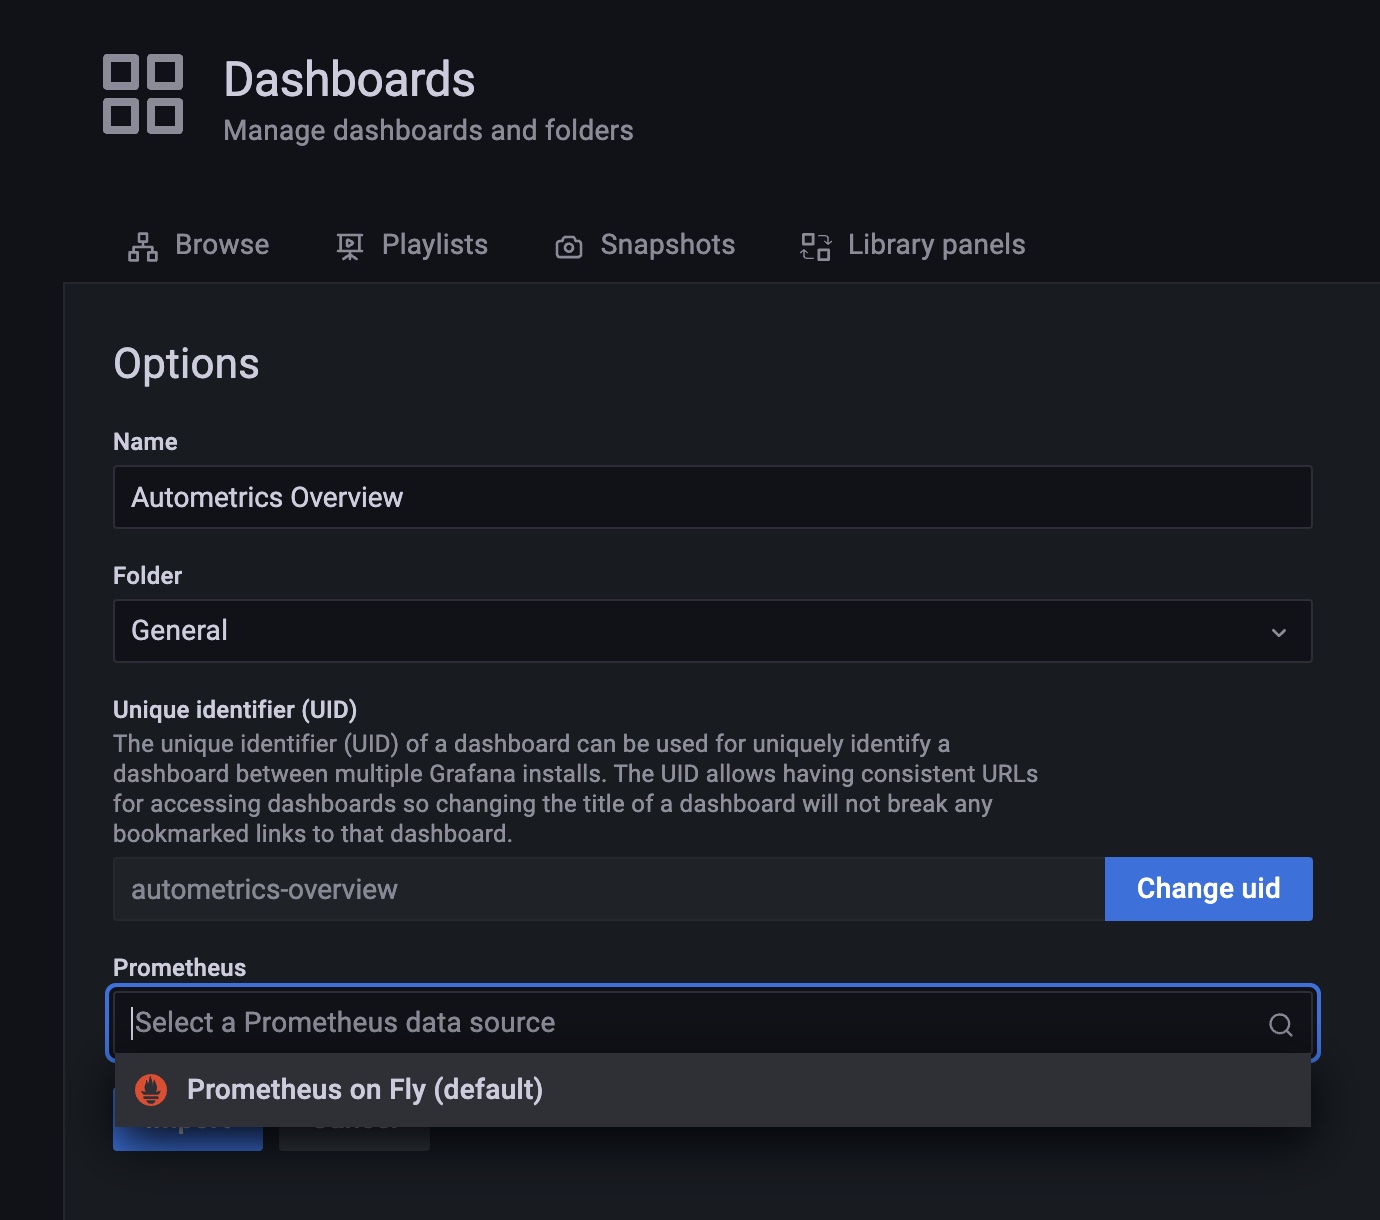 Dashboards
Manage dashboards and folders
Browse
Playlists
Snapshots
Library panels
Options
Name
Autometrics Overview
Folder
General
Unique identifier (UID)
The unique identifier (UID) of a dashboard can be used for uniquely identify a
dashboard between multiple Grafana installs. The UID allows having consistent URLs
for accessing dashboards so changing the title of a dashboard will not break any
bookmarked links to that dashboard.
autometrics-overview
Change uid
Prometheus
Select a Prometheus data source
Prometheus on Fly (default)